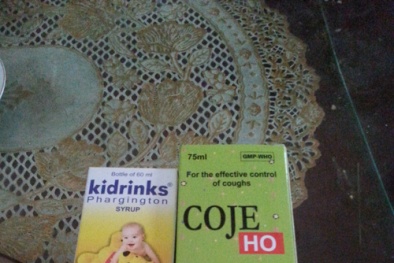 Bottle of 60 ml
kidrinks®
Phargington
SYRUP
75ml
GMP-WHO
For the effective control
of coughs
COJE
HO